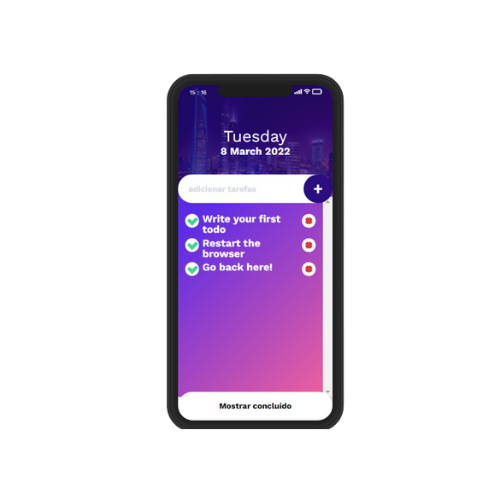 15:16
Tuesday
8 March 2022
adicionar tarefas
+
Write your first
todo
Restart the
browser
Go back here!
Mostrar concluído